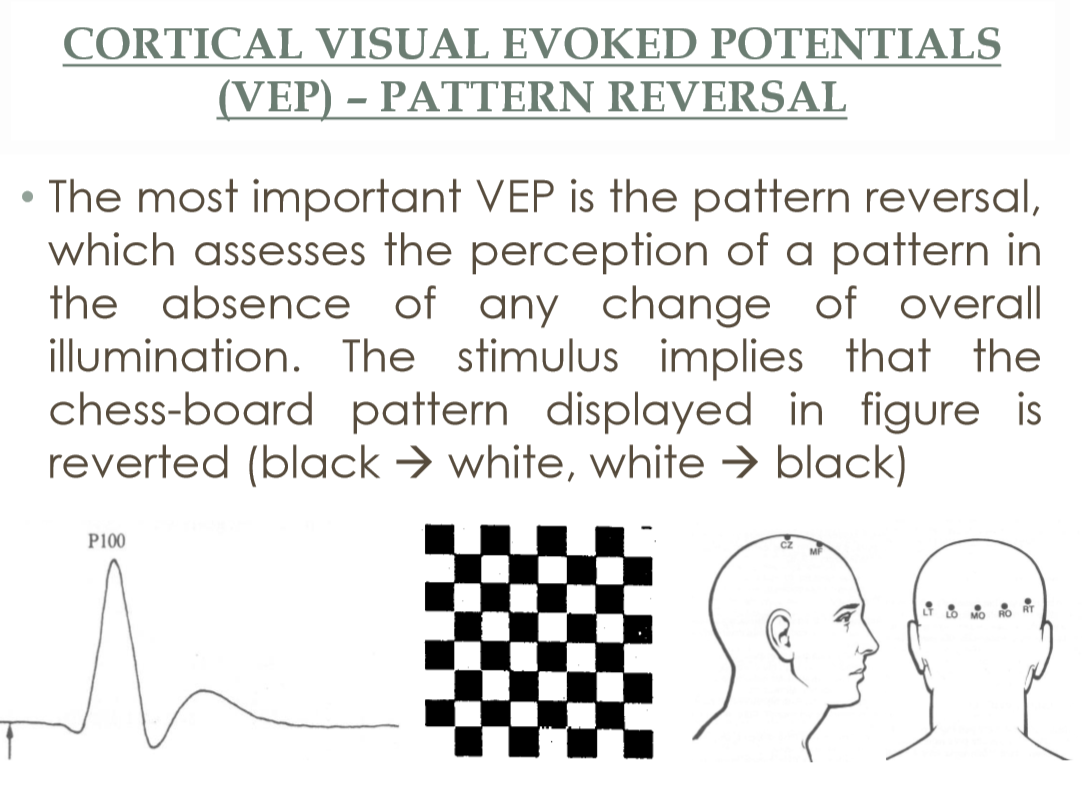 CORTICAL VISUAL EVOKED POTENTIALS
(VEP) – PATTERN REVERSAL
• The most important VEP is the pattern reversal,
which assesses the perception of a pattern in
the absence of any change of overall
illumination. The stimulus implies that the
chess-board pattern displayed in figure is
reverted (black → white, white → black)
P100
CZ
MF
LT LO MO RO RT